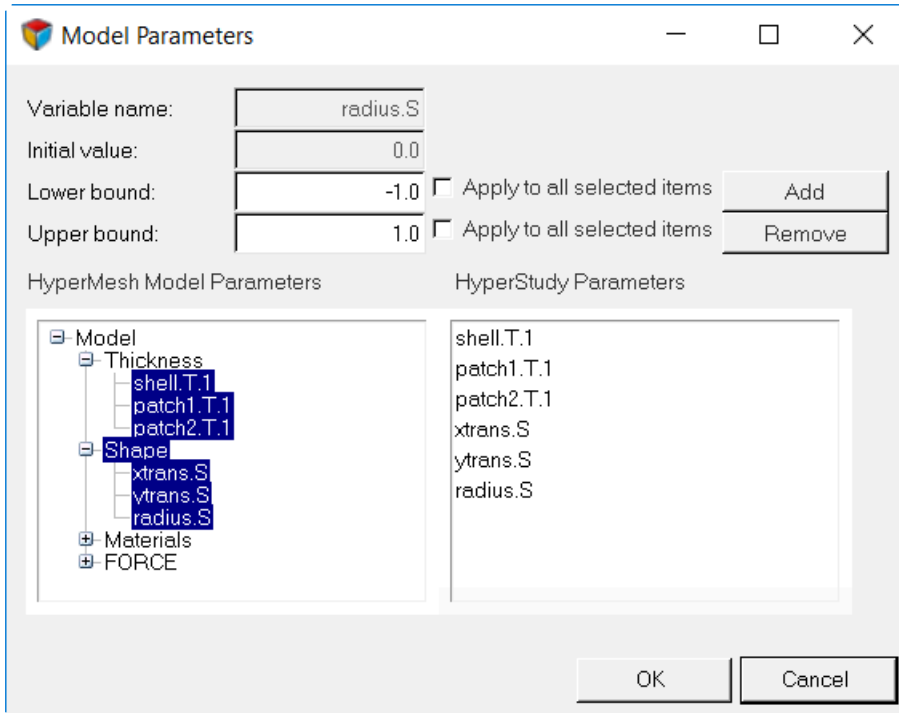 Model Parameters
Variable name: radius.S
Initial value: 0.0
Lower bound: -1.0 Apply to all selected items Add
Upper bound: 1.0 Apply to all selected items Remove
HyperMesh Model Parameters HyperStudy Parameters
Model
Thickness
shell.T.1
patch1.T.1
patch2.T.1
Shape
xtrans.S
ytrans.S
radius.S
Materials
FORCE
shell.T.1
patch1.T.1
patch2.T.1
xtrans.S
ytrans.S
radius.S
OK Cancel